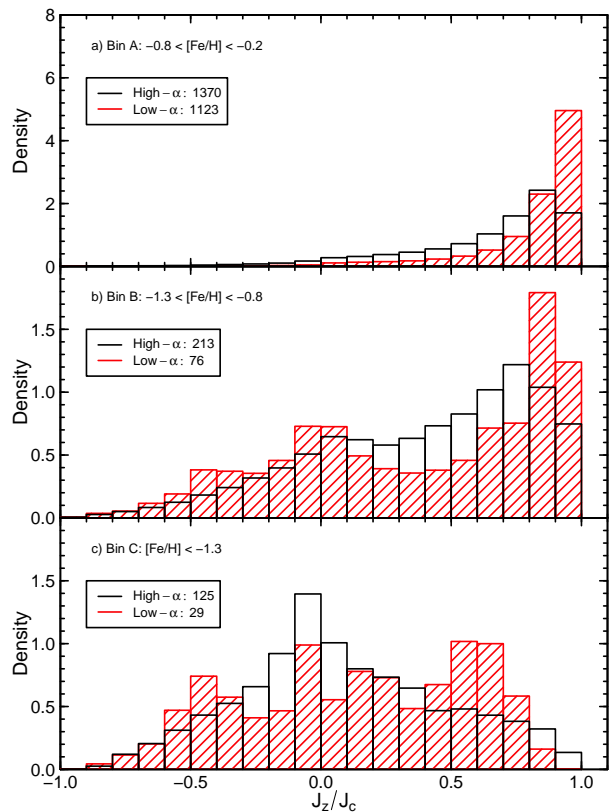 8
a) Bin A: −0.8 < [Fe/H] < −0.2
6
High−α: 1370
Low−α: 1123
Density
4
2
0
b) Bin B: −1.3 < [Fe/H] < −0.8
1.5
High−α: 213
Low−α: 76
Density
1.0
0.5
0.0
c) Bin C: [Fe/H] < −1.3
1.5
High−α: 125
Low−α: 29
Density
1.0
0.5
0.0
−1.0 −0.5 0.0 0.5 1.0
J_z/J_c